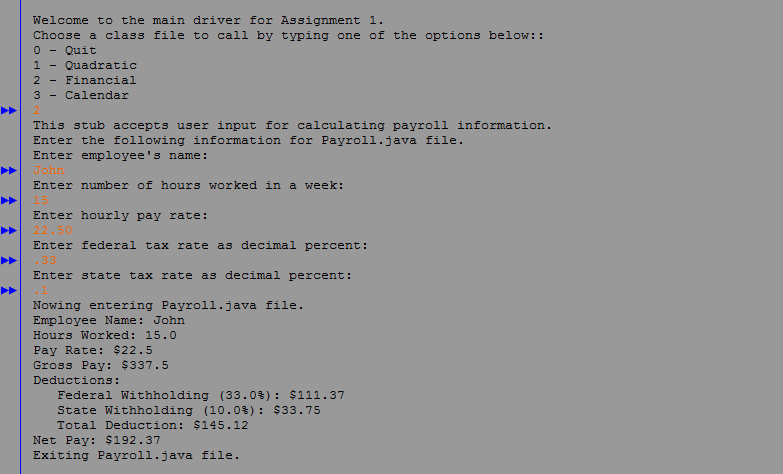 Welcome to the main driver for Assignment 1.
Choose a class file to call by typing one of the options below::
0 - Quit
1 - Quadratic
2 - Financial
3 - Calendar
2
This stub accepts user input for calculating payroll information.
Enter the following information for Payroll.java file.
Enter employee's name:
John
Enter number of hours worked in a week:
15
Enter hourly pay rate:
22.50
Enter federal tax rate as decimal percent:
.33
Enter state tax rate as decimal percent:
.1
Nowing entering Payroll.java file.
Employee Name: John
Hours Worked: 15.0
Pay Rate: $22.5
Gross Pay: $337.5
Deductions:
   Federal Withholding (33.0%): $111.37
   State Withholding (10.0%): $33.75
   Total Deduction: $145.12
Net Pay: $192.37
Exiting Payroll.java file.